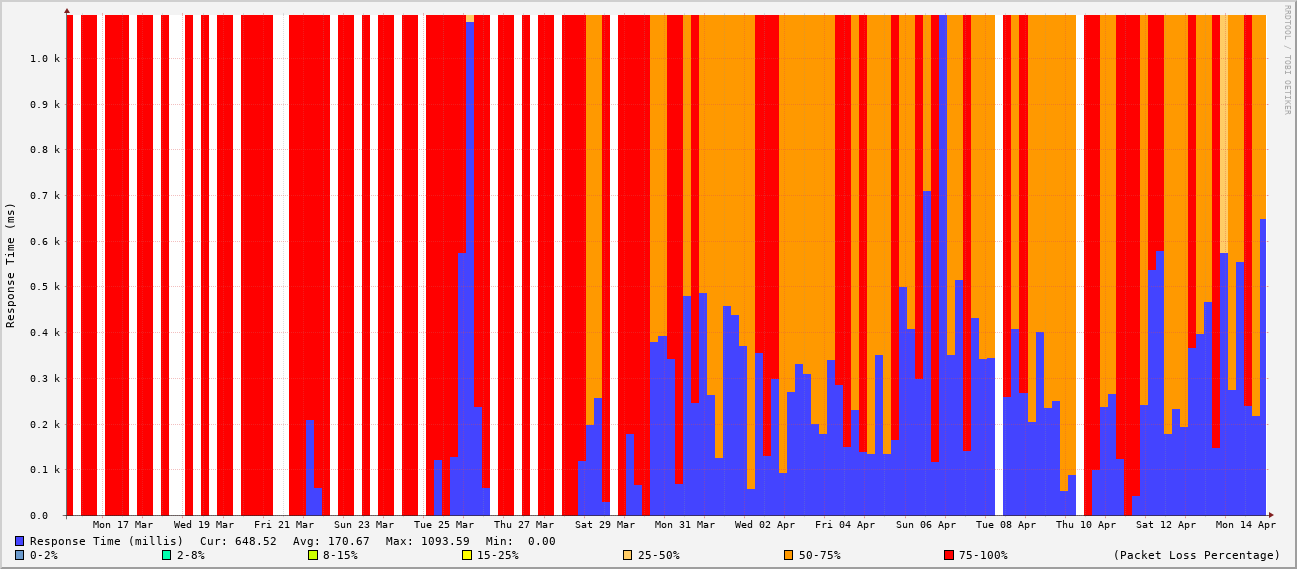 RRDTOOL / TOBI OETIKER
Response Time (ms)
1.0 k
0.9 k
0.8 k
0.7 k
0.6 k
0.5 k
0.4 k
0.3 k
0.2 k
0.1 k
0.0
Mon 17 Mar Wed 19 Mar Fri 21 Mar Sun 23 Mar Tue 25 Mar Thu 27 Mar Sat 29 Mar Mon 31 Mar Wed 02 Apr Fri 04 Apr Sun 06 Apr Tue 08 Apr Thu 10 Apr Sat 12 Apr Mon 14 Apr
Response Time (millis) Cur: 648.52 Avg: 170.67 Max: 1093.59 Min: 0.00
0-2% 2-8% 8-15% 15-25% 25-50% 50-75% 75-100% (Packet Loss Percentage)